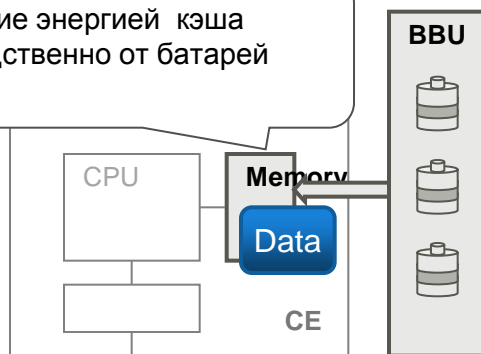 ие энергией кэша
дственно от батарей
BBU
CPU
Memory
Data
CE